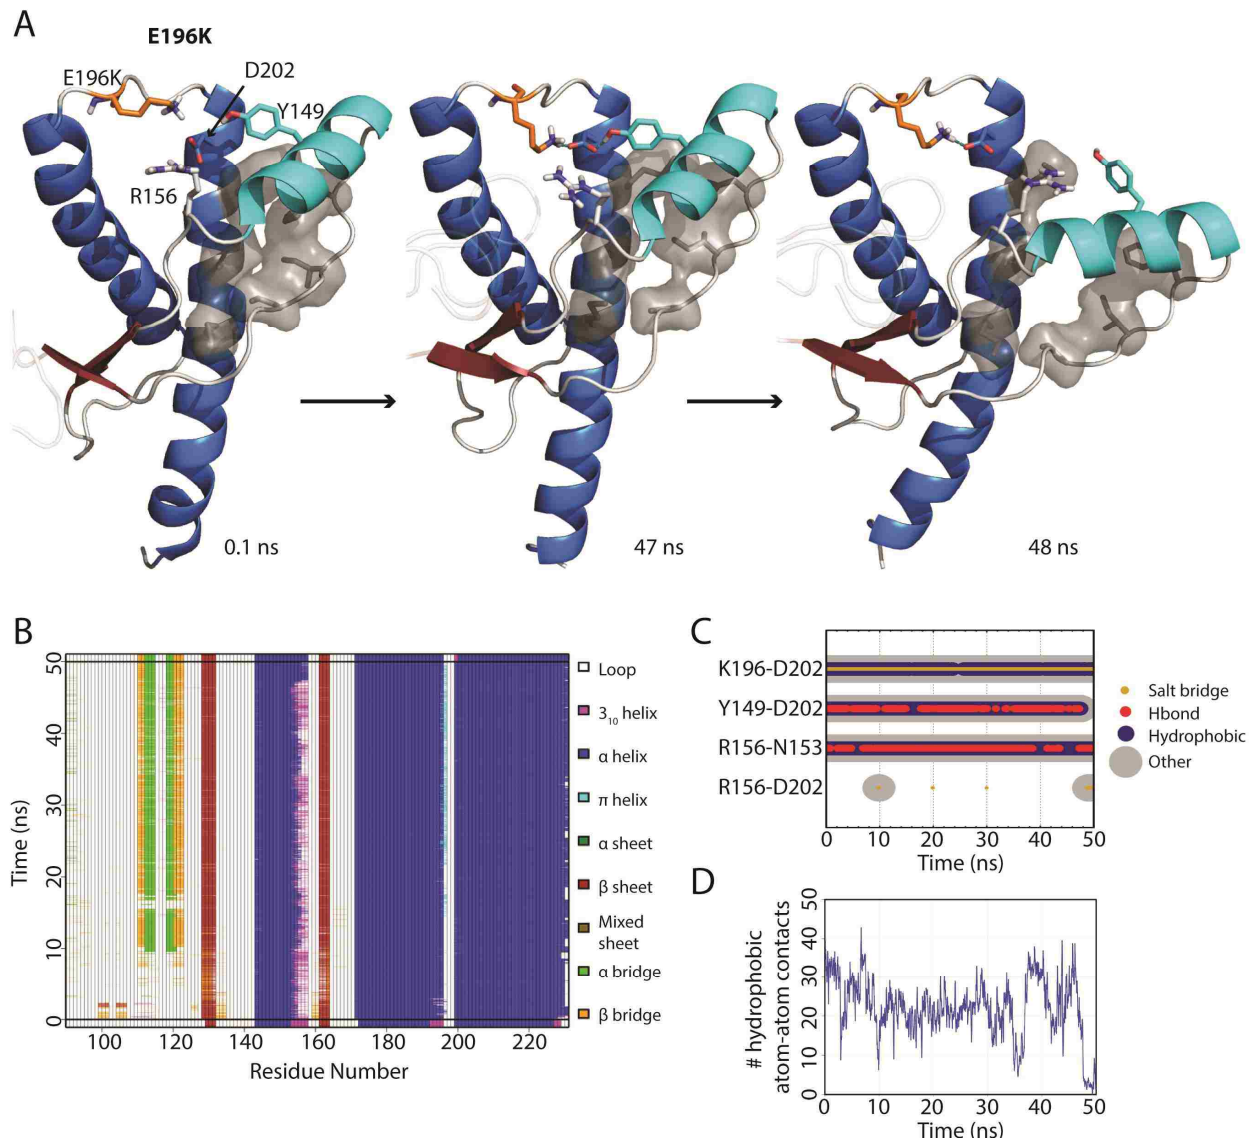 A
E196K
E196K
D202
Y149
R156
0.1 ns
47 ns
48 ns
B
Time (ns)
50
40
30
20
10
0
100
120
140
160
180
200
220
Residue Number
Loop
3₁₀ helix
α helix
π helix
α sheet
β sheet
Mixed
sheet
α bridge
β bridge
C
K196-D202
Y149-D202
R156-N153
R156-D202
0
10
20
30
40
50
Time (ns)
Salt bridge
Hbond
Hydrophobic
Other
D
# hydrophobic
atom-atom contacts
50
40
30
20
10
0
0
10
20
30
40
50
Time (ns)